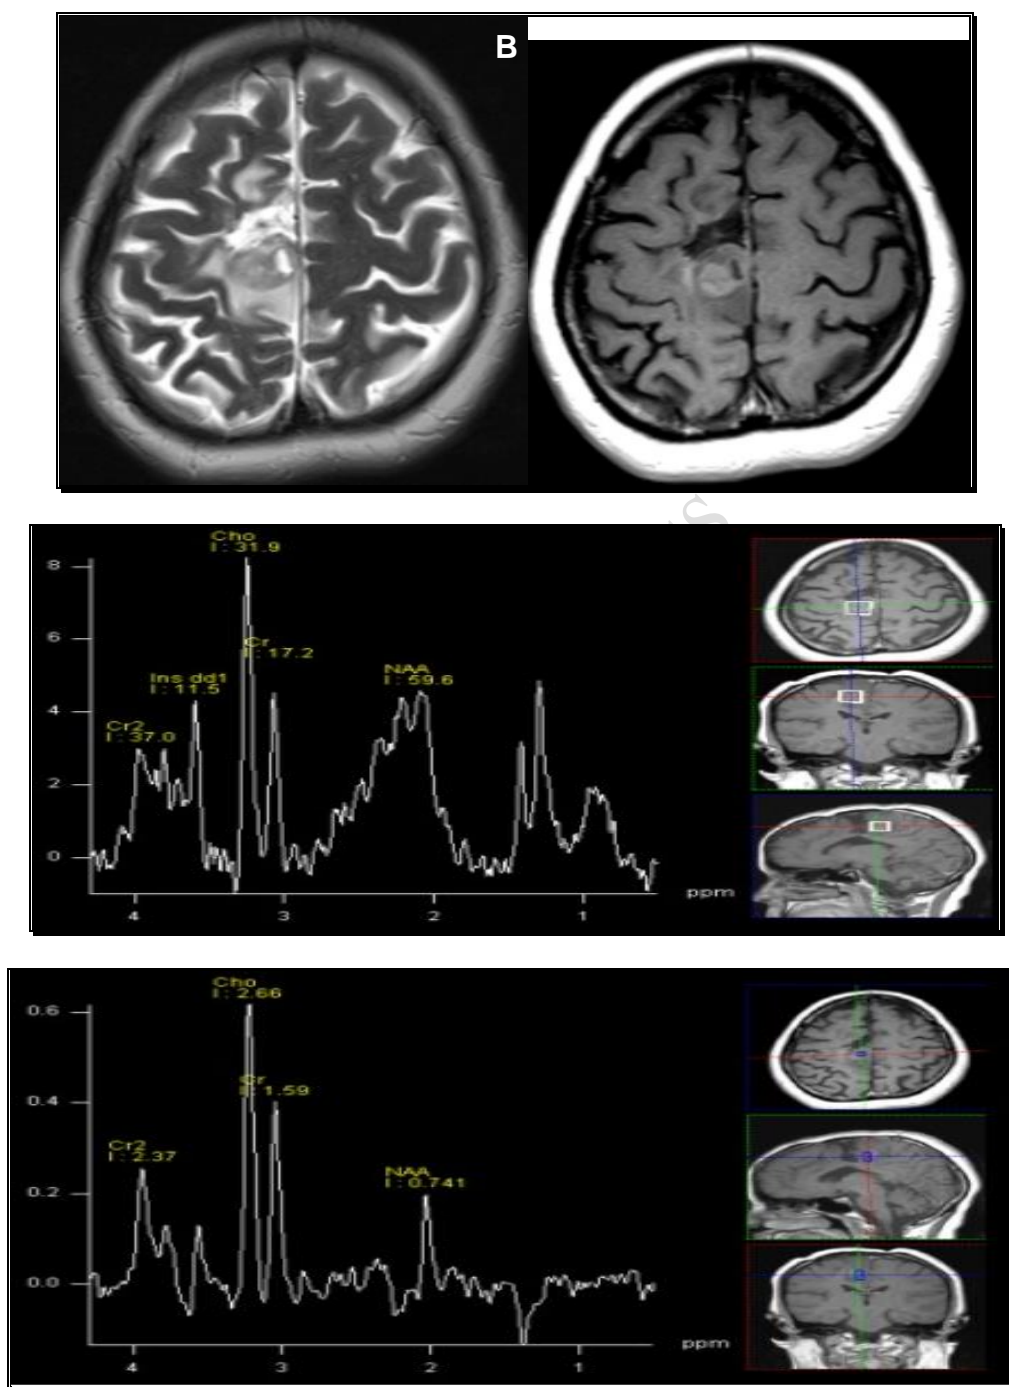 B
S
Cho
I : 31.9
8
6
Cr
I : 17.2
Ins dd1
I : 11.5
NAA
I : 59.6
4
Cr2
I : 37.0
2
0
ppm
4 3 2 1
Cho
I : 2.66
0.6
Cr
I : 1.59
0.4
Cr2
I : 2.37
NAA
I : 0.741
0.2
0.0
ppm
4 3 2 1